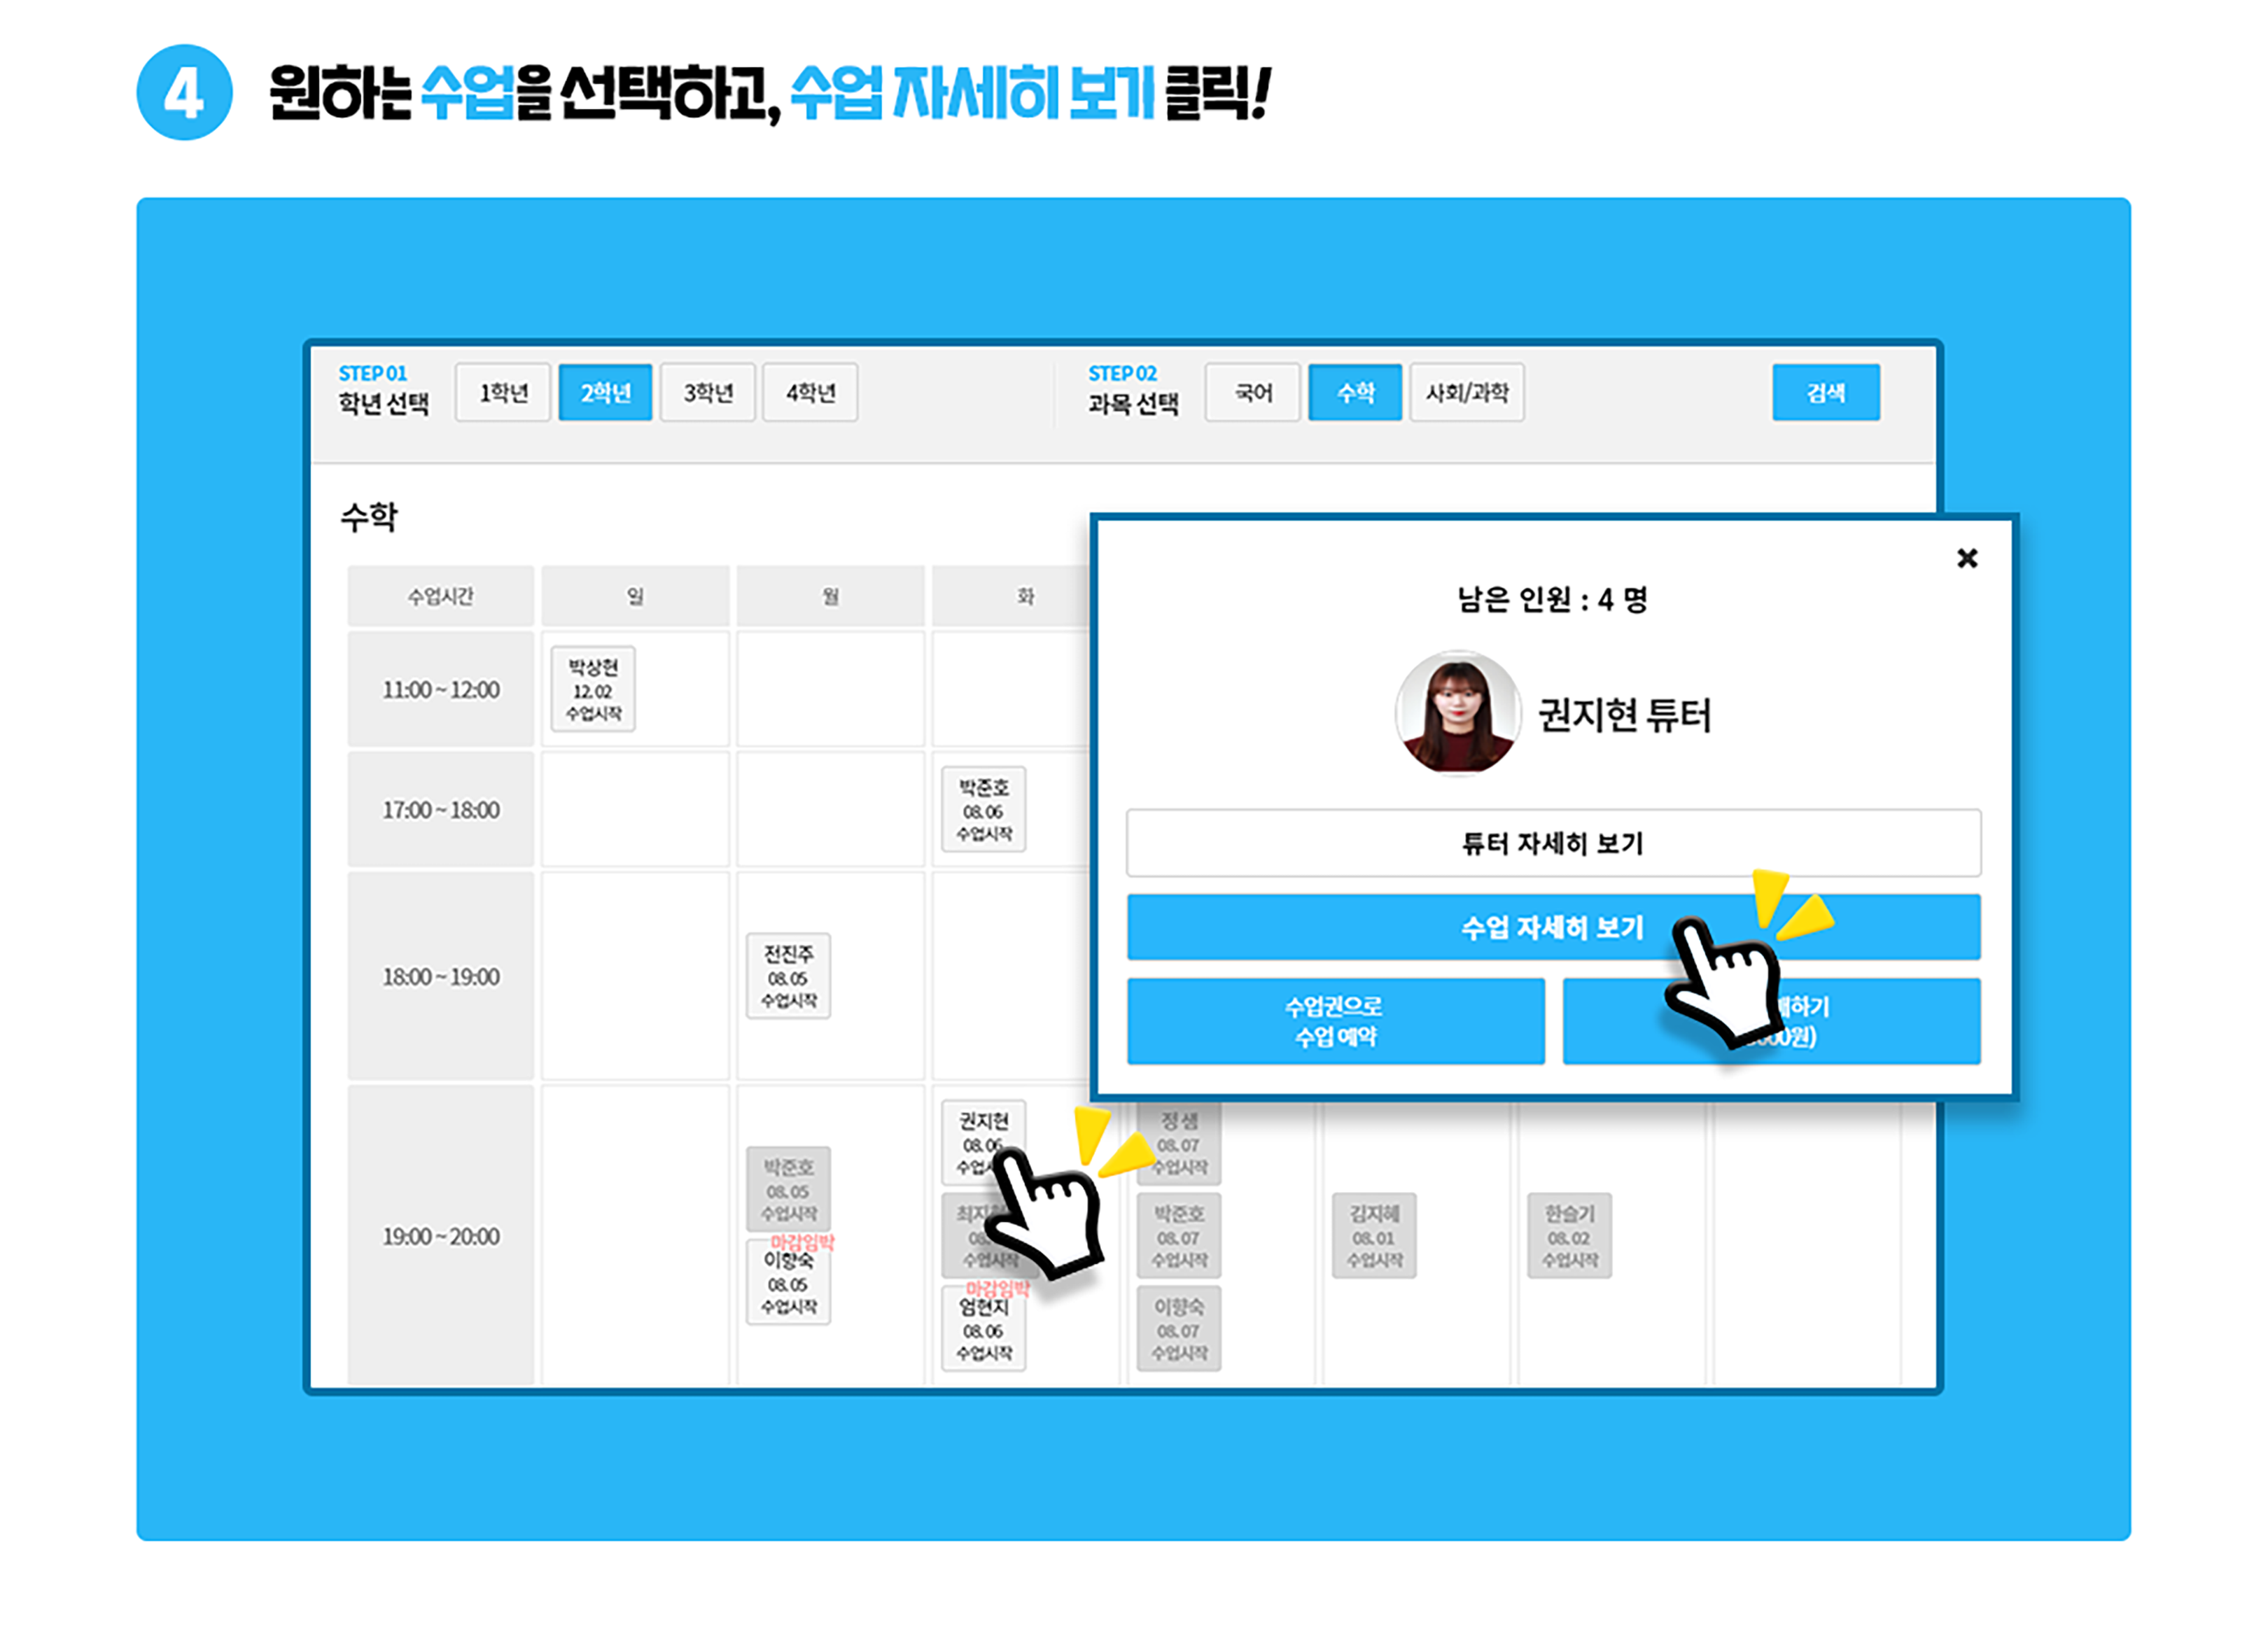 4 원하는 수업을 선택하고, 수업 자세히 보기 클릭!
STEP 01
학년 선택
1학년 2학년 3학년 4학년
STEP 02
과목 선택
국어 수학 사회/과학
검색
수학
수업시간 일 월 화
11:00 ~ 12:00
박상현
12. 02
수업시작
17:00 ~ 18:00
박준호
08. 06
수업시작
18:00 ~ 19:00
전진주
08. 05
수업시작
19:00 ~ 20:00
박준호
08. 05
수업시작
마감임박
이향숙
08. 05
수업시작
권지현
08. 06
최지
08.
수업시작
마감임박
엄현지
08. 06
수업시작
정샘
08. 07
수업시작
박준호
08. 07
수업시작
이향숙
08. 07
수업시작
김지혜
08. 01
수업시작
한슬기
08. 02
수업시작
남은 인원 : 4 명
권지현 튜터
튜터 자세히 보기
수업 자세히 보기
수업권으로
수업 예약
하기
000원)